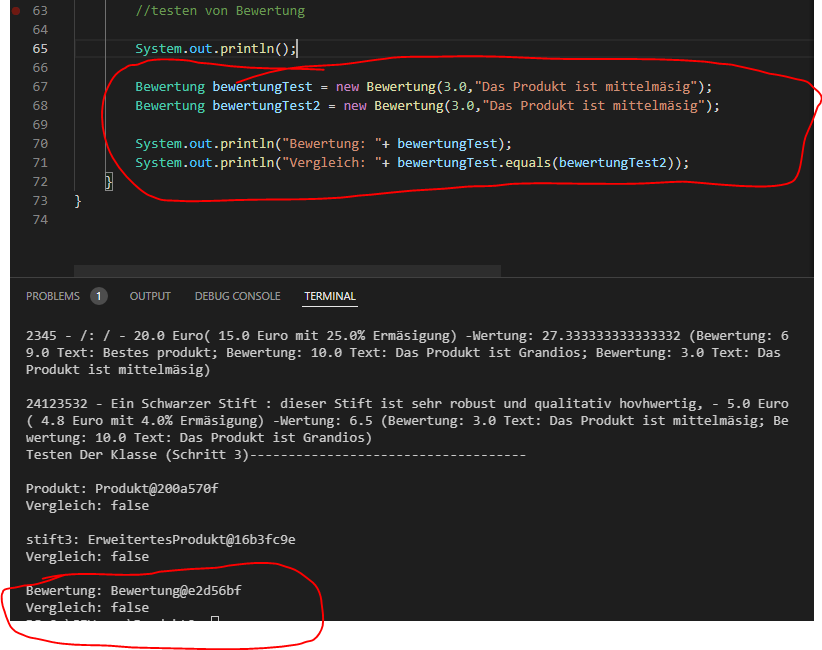 63 //testen von Bewertung
64
65 System.out.println();
66
67 Bewertung bewertungTest = new Bewertung(3.0,"Das Produkt ist mittelmäsig");
68 Bewertung bewertungTest2 = new Bewertung(3.0,"Das Produkt ist mittelmäsig");
69
70 System.out.println("Bewertung: "+ bewertungTest);
71 System.out.println("Vergleich: "+ bewertungTest.equals(bewertungTest2));
72 }
73 }
74
PROBLEMS 1 OUTPUT DEBUG CONSOLE TERMINAL
2345 - /: / - 20.0 Euro( 15.0 Euro mit 25.0% Ermäsigung) -Wertung: 27.333333333333332 (Bewertung: 6
9.0 Text: Bestes produkt; Bewertung: 10.0 Text: Das Produkt ist Grandios; Bewertung: 3.0 Text: Das
Produkt ist mittelmäsig)
24123532 - Ein Schwarzer Stift : dieser Stift ist sehr robust und qualitativ hovhwertig, - 5.0 Euro
( 4.8 Euro mit 4.0% Ermäsigung) -Wertung: 6.5 (Bewertung: 3.0 Text: Das Produkt ist mittelmäsig; Be
wertung: 10.0 Text: Das Produkt ist Grandios)
Testen Der Klasse (Schritt 3)-----------------------------------
Produkt: Produkt@200a570f
Vergleich: false
stift3: ErweitertesProdukt@16b3fc9e
Vergleich: false
Bewertung: Bewertung@e2d56bf
Vergleich: false